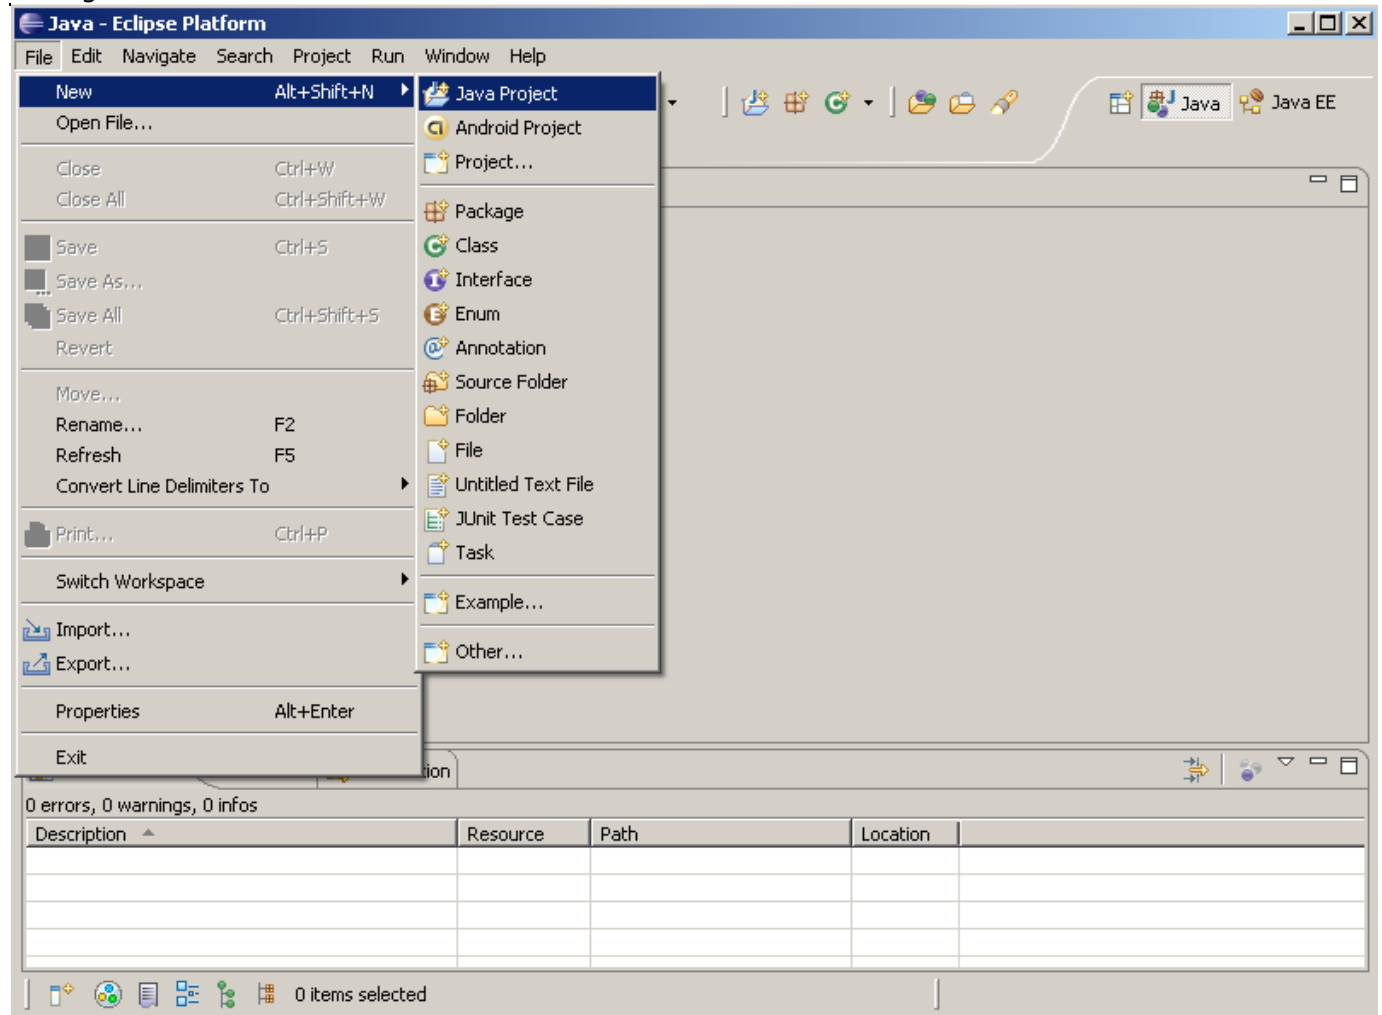 Java - Eclipse Platform
File Edit Navigate Search Project Run Window Help
New Alt+Shift+N
Open File...
Close Ctrl+W
Close All Ctrl+Shift+W
Save Ctrl+S
Save As...
Save All Ctrl+Shift+S
Revert
Move...
Rename... F2
Refresh F5
Convert Line Delimiters To
Print... Ctrl+P
Switch Workspace
Import...
Export...
Properties Alt+Enter
Exit
Java Project
Android Project
Project...
Package
Class
Interface
Enum
Annotation
Source Folder
Folder
File
Untitled Text File
JUnit Test Case
Task
Example...
Other...
Java Java EE
0 errors, 0 warnings, 0 infos
Description Resource Path Location
0 items selected